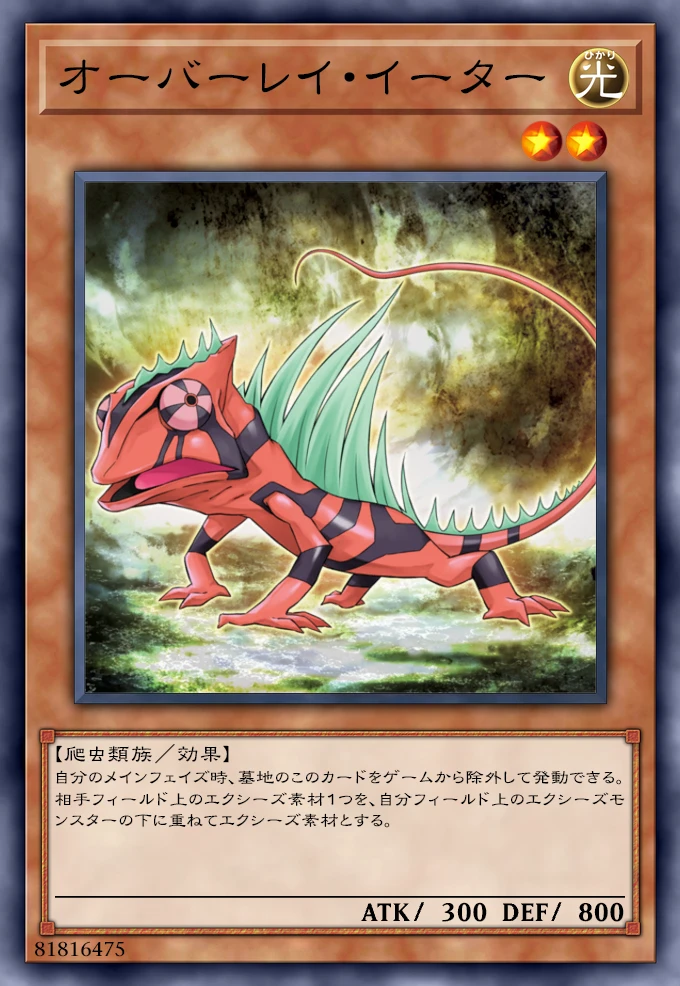 オーバーレイ・イーター
ひかり
光
【爬虫類族／効果】
自分のメインフェイズ時、墓地のこのカードをゲームから除外して発動できる。
相手フィールド上のエクシーズ素材１つを、自分フィールド上のエクシーズモ
ンスターの下に重ねてエクシーズ素材とする。
ATK/ 300 DEF/ 800
81816475